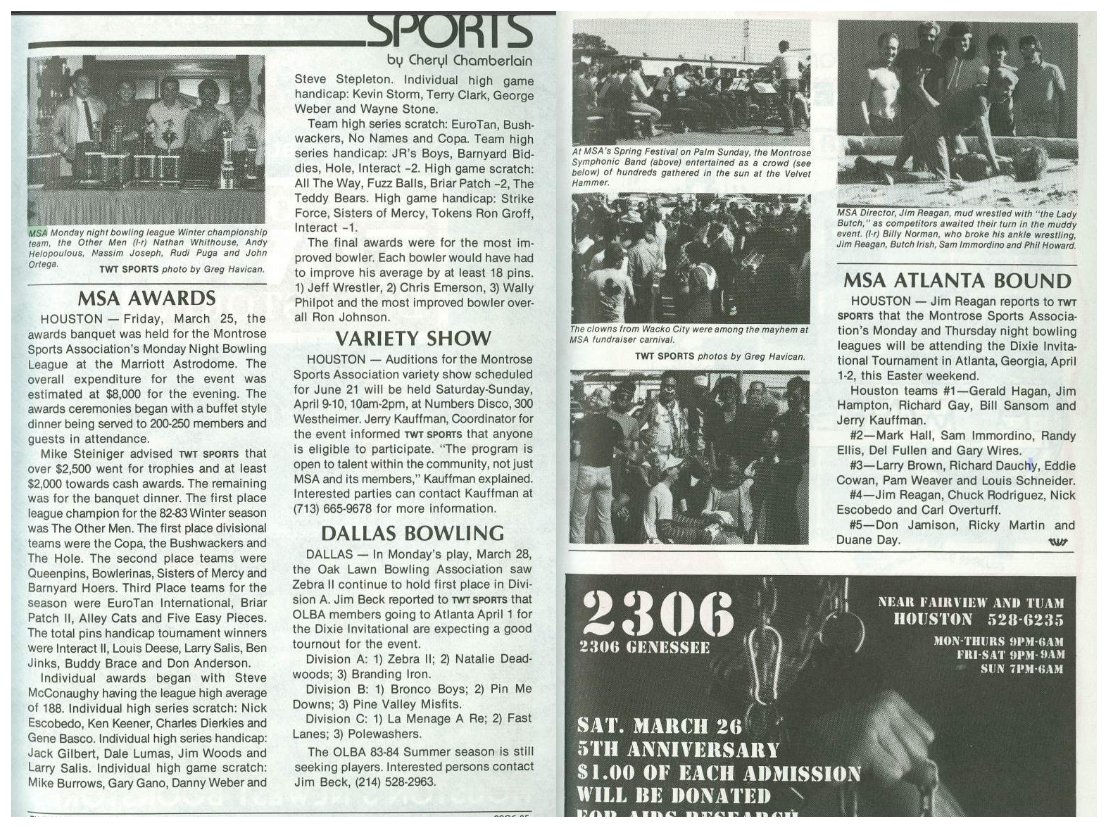 SPORTS
by Cheryl Chamberlain
MSA Monday night bowling league Winter championship
team, the Other Men (l-r) Nathan Whithouse, Andy
Helopoulous, Massim Joseph, Rudi Puga and John
Ortega.
TWT SPORTS photo by Greg Havican.
MSA AWARDS
HOUSTON — Friday, March 25, the
awards banquet was held for the Montrose
Sports Association's Monday Night Bowling
League at the Marriott Astrodome. The
overall expenditure for the event was
estimated at $8,000 for the evening. The
awards ceremonies began with a buffet style
dinner being served to 200-250 members and
guests in attendance.
Mike Steiniger advised TWT SPORTS that
over $2,500 went for trophies and at least
$2,000 towards cash awards. The remaining
was for the banquet dinner. The first place
league champion for the 82-83 Winter season
was The Other Men. The first place divisional
teams were the Copa, the Bushwackers and
The Hole. The second place teams were
Queenpins, Bowlerinas, Sisters of Mercy and
Barnyard Hoers. Third Place teams for the
season were EuroTan International, Briar
Patch II, Alley Cats and Five Easy Pieces.
The total pins handicap tournament winners
were Interact II, Louis Deese, Larry Salis, Ben
Jinks, Buddy Brace and Don Anderson.
Individual awards began with Steve
McConaughy having the league high average
of 188. Individual high series scratch: Nick
Escobedo, Ken Keener, Charles Dierkies and
Gene Basco. Individual high series handicap:
Jack Gilbert, Dale Lumas, Jim Woods and
Larry Salis. Individual high game scratch:
Mike Burrows, Gary Gano, Danny Weber and
Steve Stepleton. Individual high game
handicap: Kevin Storm, Terry Clark, George
Weber and Wayne Stone.
Team high series scratch: EuroTan, Bush-
wackers, No Names and Copa. Team high
series handicap: JR's Boys, Barnyard Bid-
dies, Hole, Interact –2. High game scratch:
All The Way, Fuzz Balls, Briar Patch –2, The
Teddy Bears. High game handicap: Strike
Force, Sisters of Mercy, Tokens Ron Groff,
Interact –1.
The final awards were for the most im-
proved bowler. Each bowler would have had
to improve his average by at least 18 pins.
1) Jeff Wrestler, 2) Chris Emerson, 3) Wally
Philpot and the most improved bowler over-
all Ron Johnson.
VARIETY SHOW
HOUSTON — Auditions for the Montrose
Sports Association variety show scheduled
for June 21 will be held Saturday-Sunday,
April 9-10, 10am-2pm, at Numbers Disco, 300
Westheimer. Jerry Kauffman, Coordinator for
the event informed TWT SPORTS that anyone
is eligible to participate. "The program is
open to talent within the community, not just
MSA and its members," Kauffman explained.
Interested parties can contact Kauffman at
(713) 665-9678 for more information.
DALLAS BOWLING
DALLAS — In Monday's play, March 28,
the Oak Lawn Bowling Association saw
Zebra II continue to hold first place in Divi-
sion A. Jim Beck reported to TWT SPORTS that
OLBA members going to Atlanta April 1 for
the Dixie Invitational are expecting a good
tournout for the event.
Division A: 1) Zebra II; 2) Natalie Dead-
woods; 3) Branding Iron.
Division B: 1) Bronco Boys; 2) Pin Me
Downs; 3) Pine Valley Misfits.
Division C: 1) La Menage A Re; 2) Fast
Lanes; 3) Polewashers.
The OLBA 83-84 Summer season is still
seeking players. Interested persons contact
Jim Beck, (214) 528-2963.
At MSA's Spring Festival on Palm Sunday, the Montrose
Symphonic Band (above) entertained as a crowd (see
below) of hundreds gathered in the sun at the Velvet
Hammer.
The clowns from Wacko City were among the mayhem at
MSA fundraiser carnival.
TWT SPORTS photos by Greg Havican.
MSA Director, Jim Reagan, mud wrestled with "the Lady
Butch," as competitors awaited their turn in the muddy
event. (l-r) Billy Norman, who broke his ankle wrestling,
Jim Reagan, Butch Irish, Sam Immordino and Phil Howard.
MSA ATLANTA BOUND
HOUSTON — Jim Reagan reports to TWT
SPORTS that the Montrose Sports Associa-
tion's Monday and Thursday night bowling
leagues will be attending the Dixie Invita-
tional Tournament in Atlanta, Georgia, April
1-2, this Easter weekend.
Houston teams #1—Gerald Hagan, Jim
Hampton, Richard Gay, Bill Sansom and
Jerry Kauffman.
#2—Mark Hall, Sam Immordino, Randy
Ellis, Del Fullen and Gary Wires.
#3—Larry Brown, Richard Dauchy, Eddie
Cowan, Pam Weaver and Louis Schneider.
#4—Jim Reagan, Chuck Rodriguez, Nick
Escobedo and Carl Overturff.
#5—Don Jamison, Ricky Martin and
Duane Day.
2306
2306 GENESSEE
NEAR FAIRVIEW AND TUAM
HOUSTON 528-6235
MON-THURS 9PM-6AM
FRI-SAT 9PM-9AM
SUN 7PM-6AM
SAT. MARCH 26
5TH ANNIVERSARY
$1.00 OF EACH ADMISSION
WILL BE DONATED
FOR AIDS RESEARCH